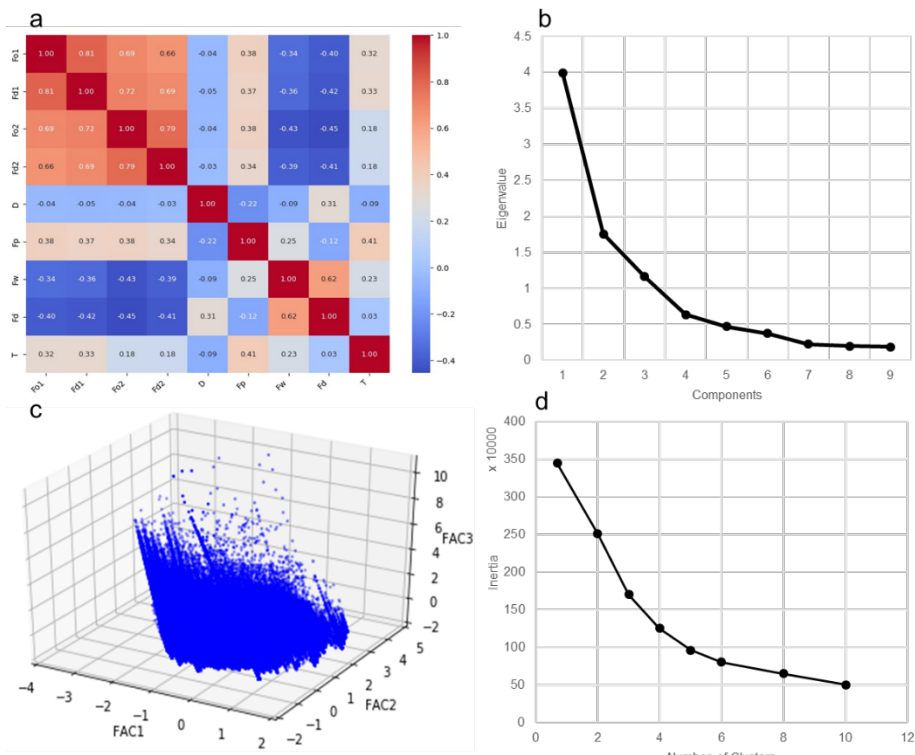 a
Fo1 1.00 0.81 0.69 0.66 -0.04 0.38 -0.34 -0.40 0.32
Fd1 0.81 1.00 0.72 0.69 -0.05 0.37 -0.36 -0.42 0.33
Fo2 0.69 0.72 1.00 0.79 -0.04 0.38 -0.43 -0.45 0.18
Fd2 0.66 0.69 0.79 1.00 -0.03 0.34 -0.39 -0.41 0.18
D -0.04 -0.05 -0.04 -0.03 1.00 -0.22 -0.09 0.31 -0.09
Fp 0.38 0.37 0.38 0.34 -0.22 1.00 0.25 -0.12 0.41
Fw -0.34 -0.36 -0.43 -0.39 -0.09 0.25 1.00 0.62 0.23
Fd -0.40 -0.42 -0.45 -0.41 0.31 -0.12 0.62 1.00 0.03
T 0.32 0.33 0.18 0.18 -0.09 0.41 0.23 0.03 1.00
Fo1 Fd1 Fo2 Fd2 D Fp Fw Fd T
1.0
0.8
0.6
0.4
0.2
0.0
-0.2
-0.4
b
Eigenvalue
4.5
4
3.5
3
2.5
2
1.5
1
0.5
0
1 2 3 4 5 6 7 8 9
Components
c
10
8
6
4
2
0
−2
FAC3
−4 −3 −2 −1 0 1 2
FAC1
−2 −1 0 1 2 3 4 5
FAC2
d
x 10000
Inertia
400
350
300
250
200
150
100
50
0
0 2 4 6 8 10 12